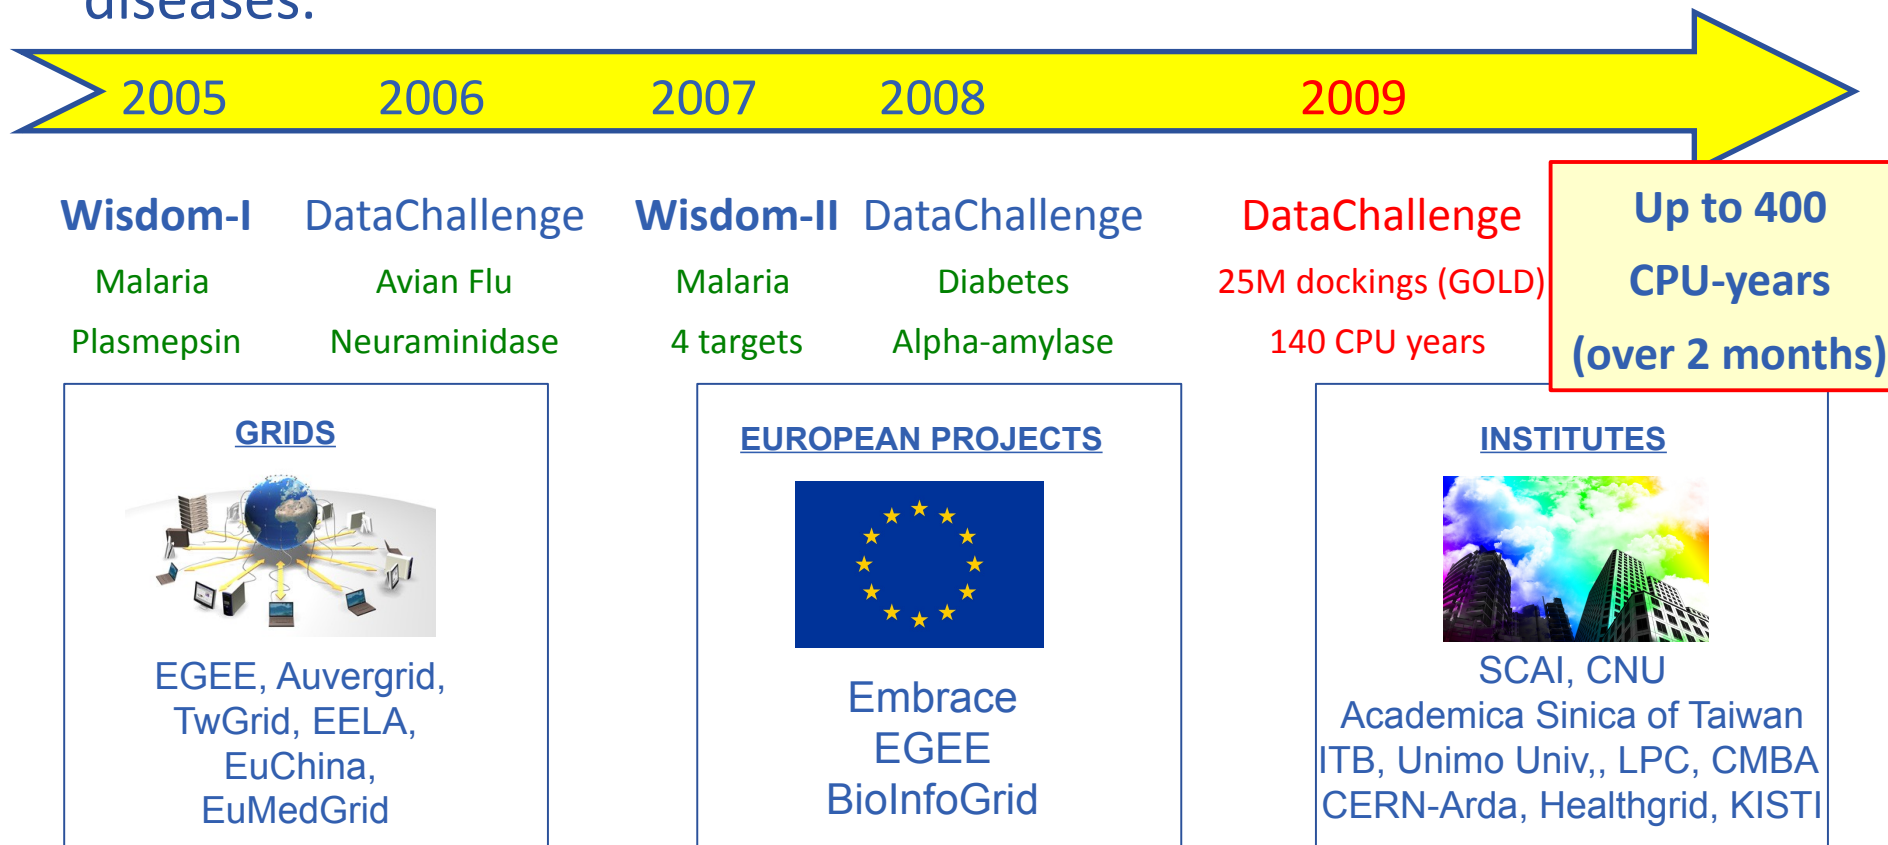 diseases.
2005 2006 2007 2008 2009
Wisdom-I DataChallenge Wisdom-II DataChallenge DataChallenge
Malaria Avian Flu Malaria Diabetes 25M dockings (GOLD)
Plasmepsin Neuraminidase 4 targets Alpha-amylase 140 CPU years
Up to 400
CPU-years
(over 2 months)
GRIDS
EGEE, Auvergrid,
TwGrid, EELA,
EuChina,
EuMedGrid
EUROPEAN PROJECTS
Embrace
EGEE
BioInfoGrid
INSTITUTES
SCAI, CNU
Academica Sinica of Taiwan
ITB, Unimo Univ,, LPC, CMBA
CERN-Arda, Healthgrid, KISTI